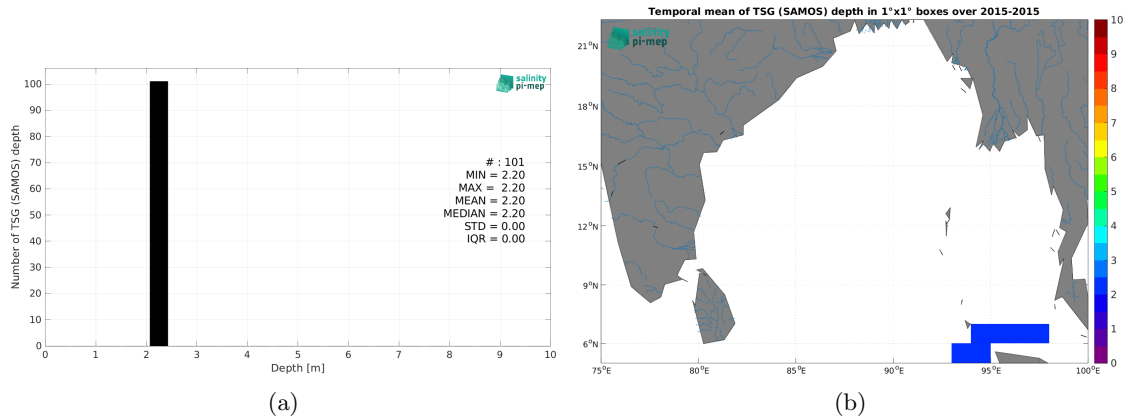 salinity
pi-mep
Number of TSG (SAMOS) depth
100
90
80
70
60
50
40
30
20
10
0
# : 101
MIN = 2.20
MAX = 2.20
MEAN = 2.20
MEDIAN = 2.20
STD = 0.00
IQR = 0.00
0 1 2 3 4 5 6 7 8 9 10
Depth [m]
(a)
Temporal mean of TSG (SAMOS) depth in 1°x1° boxes over 2015-2015
salinity
pi-mep
21°N
18°N
15°N
12°N
9°N
6°N
75°E 80°E 85°E 90°E 95°E 100°E
10
9
8
7
6
5
4
3
2
1
0
(b)